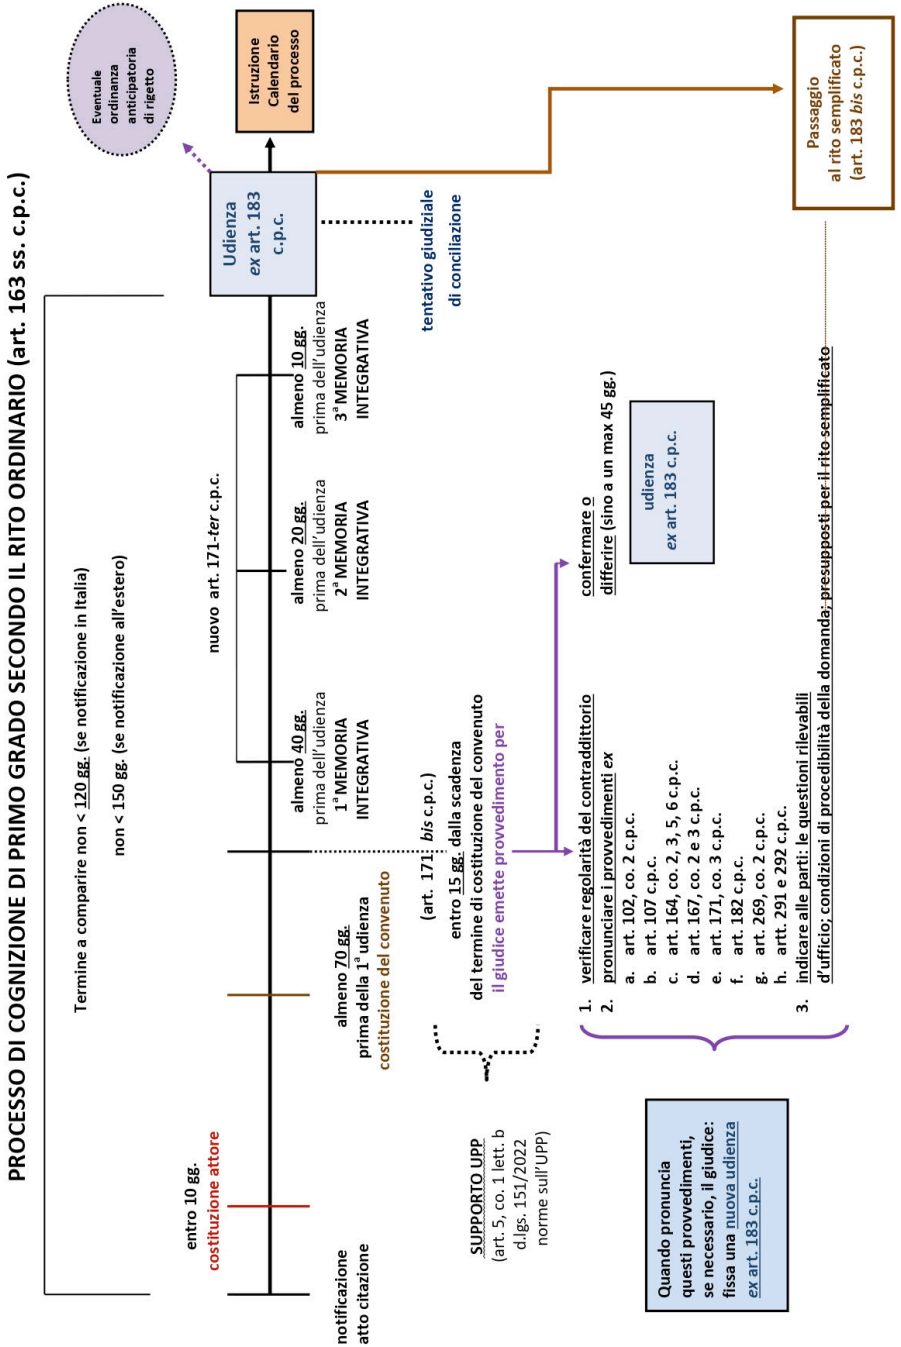 PROCESSO DI COGNIZIONE DI PRIMO GRADO SECONDO IL RITO ORDINARIO (art. 163 ss. c.p.c.)
Termine a comparire non < 120 gg. (se notificazione in Italia)
non < 150 gg. (se notificazione all'estero)
Eventuale
ordinanza
anticipatoria
di rigetto
entro 10 gg.
costituzione attore
nuovo art. 171-ter c.p.c.
Udienza
ex art. 183
c.p.c.
Istruzione
Calendario
del processo
notificazione
atto citazione
almeno 70 gg.
prima della 1ª udienza
costituzione del convenuto
almeno 40 gg.
prima dell'udienza
1ª MEMORIA
INTEGRATIVA
almeno 20 gg.
prima dell'udienza
2ª MEMORIA
INTEGRATIVA
almeno 10 gg.
prima dell'udienza
3ª MEMORIA
INTEGRATIVA
tentativo giudiziale
di conciliazione
(art. 171 bis c.p.c.)
entro 15 gg. dalla scadenza
del termine di costituzione del convenuto
il giudice emette provvedimento per
SUPPORTO UPP
(art. 5, co. 1 lett. b
d.lgs. 151/2022
norme sull'UPP)
1. verificare regolarità del contraddittorio
2. pronunciare i provvedimenti ex
a. art. 102, co. 2 c.p.c.
b. art. 107 c.p.c.
c. art. 164, co. 2, 3, 5, 6 c.p.c.
d. art. 167, co. 2 e 3 c.p.c.
e. art. 171, co. 3 c.p.c.
f. art. 182 c.p.c.
g. art. 269, co. 2 c.p.c.
h. artt. 291 e 292 c.p.c.
3. indicare alle parti: le questioni rilevabili
d'ufficio; condizioni di procedibilità della domanda; presupposti per il rito semplificato
confermare o
differire (sino a un max 45 gg.)
udienza
ex art. 183 c.p.c.
Quando pronuncia
questi provvedimenti,
se necessario, il giudice:
fissa una nuova udienza
ex art. 183 c.p.c.
Passaggio
al rito semplificato
(art. 183 bis c.p.c.)